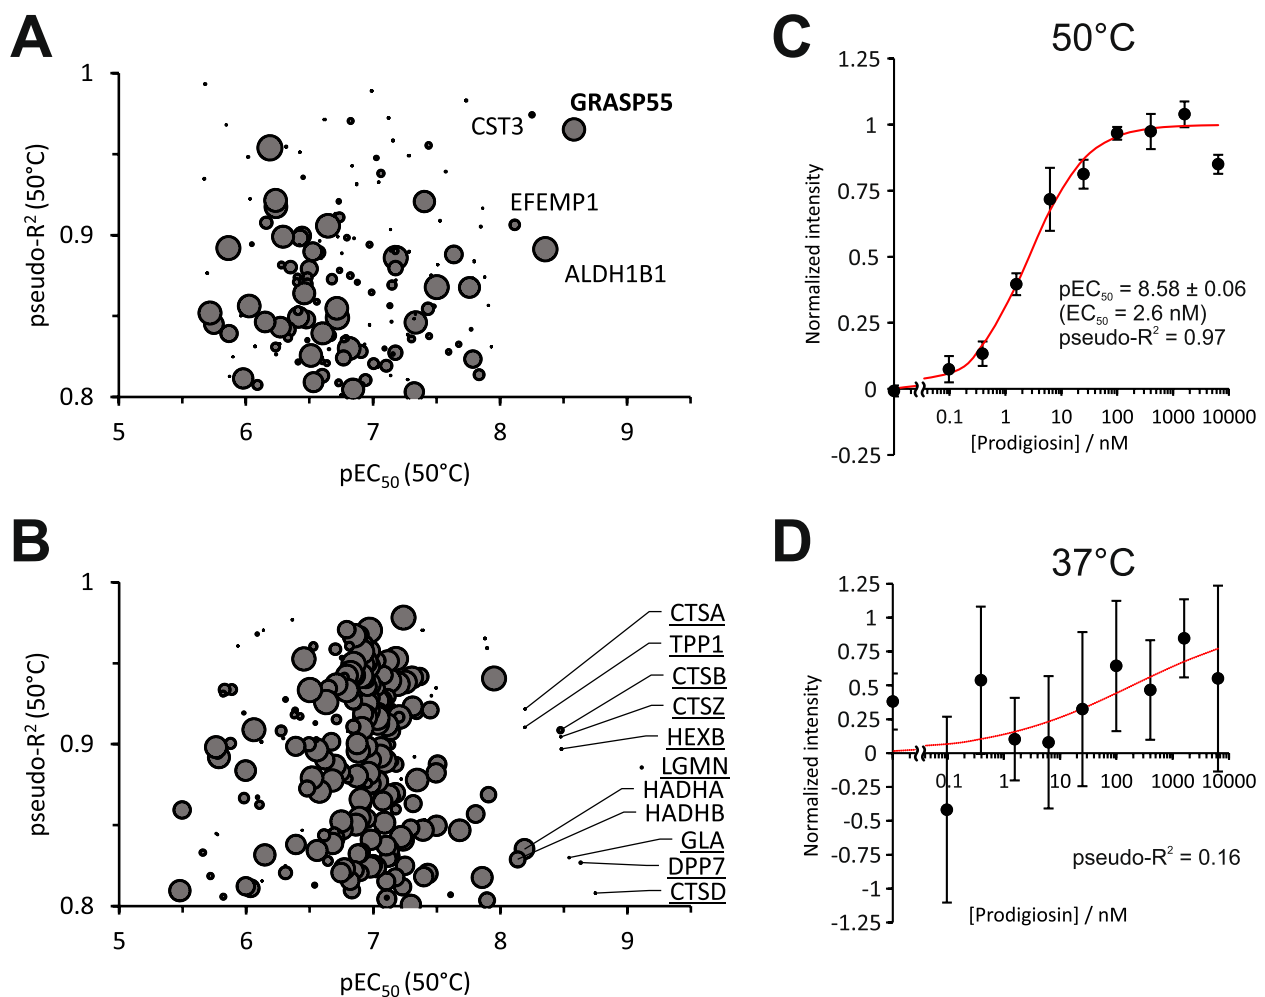 A
1
0.9
0.8
pseudo-R² (50°C)
CST3
GRASP55
EFEMP1
ALDH1B1
5
6
7
8
9
pEC₅₀ (50°C)
B
1
0.9
0.8
pseudo-R² (50°C)
CTSA
TPP1
CTSB
CTSZ
HEXB
LGMN
HADHA
HADHB
GLA
DPP7
CTSD
5
6
7
8
9
pEC₅₀ (50°C)
C
50°C
1.25
1
0.75
0.5
0.25
0
-0.25
Normalized intensity
pEC₅₀ = 8.58 ± 0.06
(EC₅₀ = 2.6 nM)
pseudo-R² = 0.97
0.1
1
10
100
1000
10000
[Prodigiosin] / nM
D
37°C
1.25
1
0.75
0.5
0.25
0
-0.25
-0.5
-0.75
-1
-1.25
Normalized intensity
0.1
1
10
100
1000
10000
pseudo-R² = 0.16
[Prodigiosin] / nM